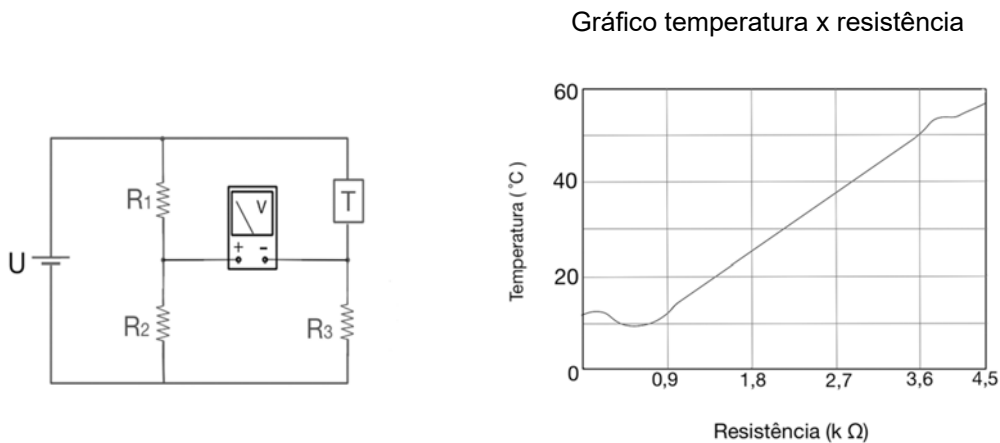 Gráfico temperatura x resistência
U
R1
R2
V
+ -
T
R3
Temperatura (°C)
60
40
20
0
0,9 1,8 2,7 3,6 4,5
Resistência (k Ω)